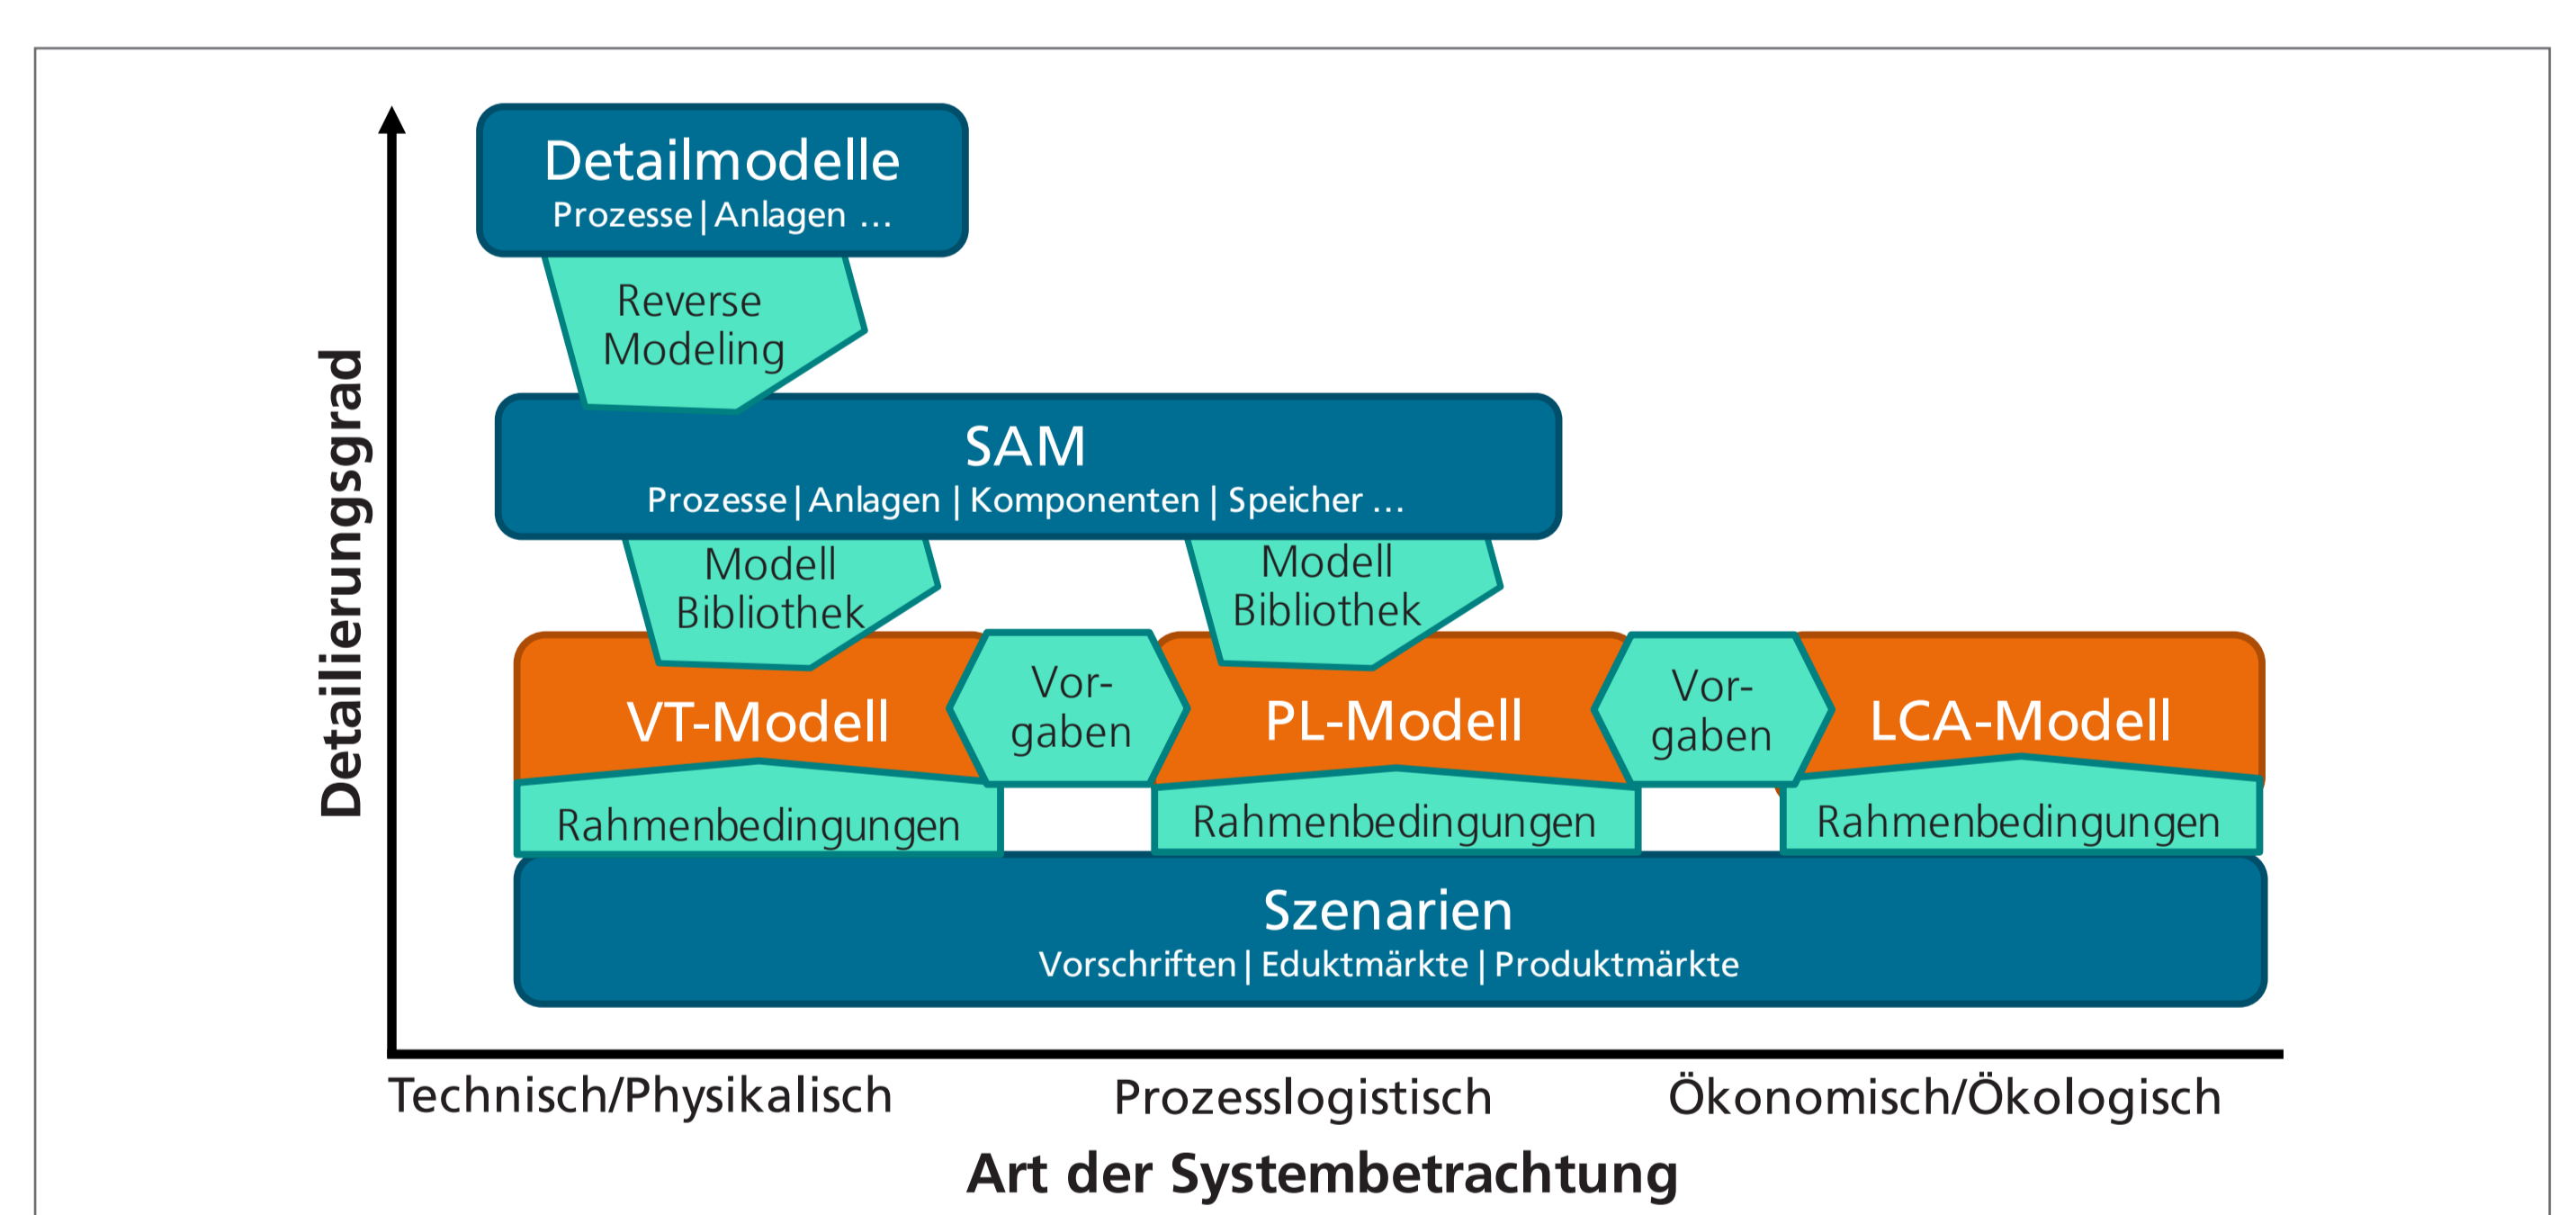 Detailierungsgrad
Detailmodelle
Prozesse | Anlagen ...
Reverse
Modeling
SAM
Prozesse | Anlagen | Komponenten | Speicher ...
Modell
Bibliothek
Modell
Bibliothek
VT-Modell
Vor-
gaben
PL-Modell
Vor-
gaben
LCA-Modell
Rahmenbedingungen
Rahmenbedingungen
Rahmenbedingungen
Szenarien
Vorschriften | Eduktmärkte | Produktmärkte
Technisch/Physikalisch
Prozesslogistisch
Ökonomisch/Ökologisch
Art der Systembetrachtung